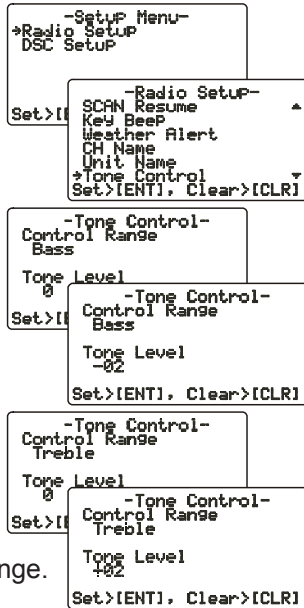 -Setup Menu-
→Radio Setup
DSC Setup
Set>[E
-Radio Setup-
SCAN Resume
Key Beep
Weather Alert
CH Name
Unit Name
→Tone Control
Set>[ENT], Clear>[CLR]
-Tone Control-
Control Range
Bass
Tone Level
0
Set>[E
-Tone Control-
Control Range
Bass
Tone Level
-02
Set>[ENT], Clear>[CLR]
-Tone Control-
Control Range
Treble
Tone Level
0
Set>[E
-Tone Control-
Control Range
Treble
Tone Level
+02
Set>[ENT], Clear>[CLR]
nge.